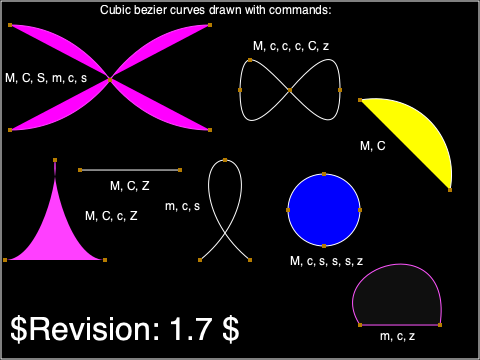 Cubic bezier curves drawn with commands:
M, c, c, c, C, z
M, C, S, m, c, s
M, C
M, C, Z
m, c, s
M, C, c, Z
M, c, s, s, s, z
$Revision: 1.7 $
m, c, z